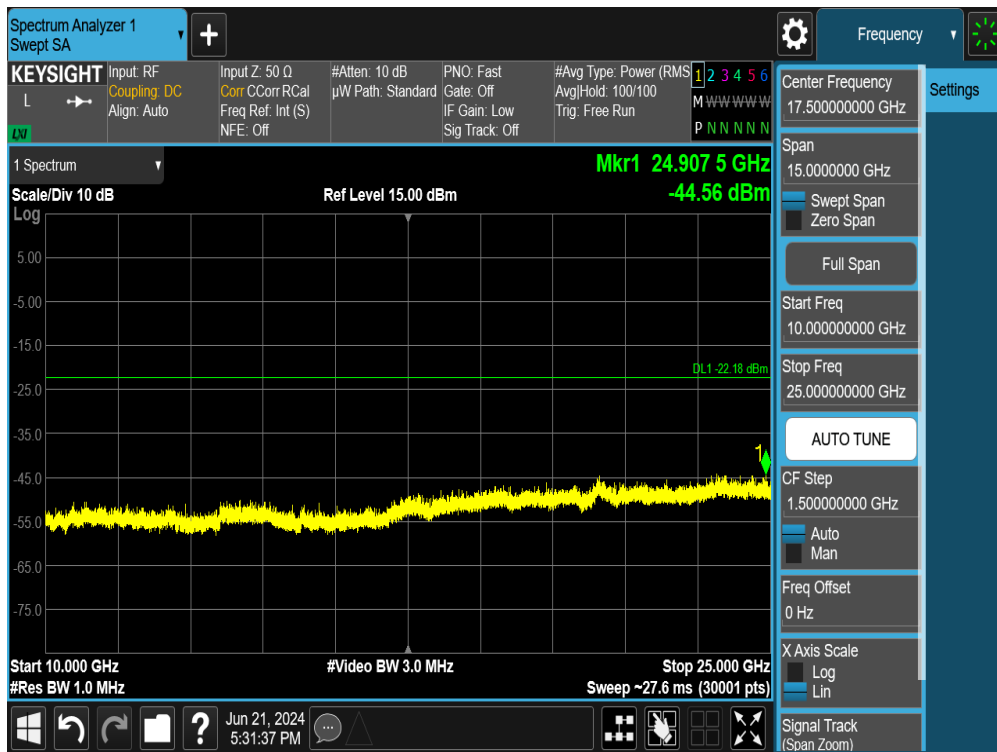 Spectrum Analyzer 1
Swept SA
+
Frequency
KEYSIGHT
L
LXI
Input: RF
Coupling: DC
Align: Auto
Input Z: 50 Ω
Corr CCorr RCal
Freq Ref: Int (S)
NFE: Off
#Atten: 10 dB
µW Path: Standard
PNO: Fast
Gate: Off
IF Gain: Low
Sig Track: Off
#Avg Type: Power (RMS
Avg|Hold: 100/100
Trig: Free Run
1 2 3 4 5 6
M W W W W W
P N N N N N
Settings
1 Spectrum
Mkr1 24.907 5 GHz
-44.56 dBm
Scale/Div 10 dB
Ref Level 15.00 dBm
Log
5.00
-5.00
-15.0
DL1 -22.18 dBm
-25.0
-35.0
1
-45.0
-55.0
-65.0
-75.0
Start 10.000 GHz
#Video BW 3.0 MHz
Stop 25.000 GHz
#Res BW 1.0 MHz
Sweep ~27.6 ms (30001 pts)
Center Frequency
17.500000000 GHz
Span
15.0000000 GHz
Swept Span
Zero Span
Full Span
Start Freq
10.000000000 GHz
Stop Freq
25.000000000 GHz
AUTO TUNE
CF Step
1.500000000 GHz
Auto
Man
Freq Offset
0 Hz
X Axis Scale
Log
Lin
Signal Track
(Span Zoom)
?
Jun 21, 2024
5:31:37 PM